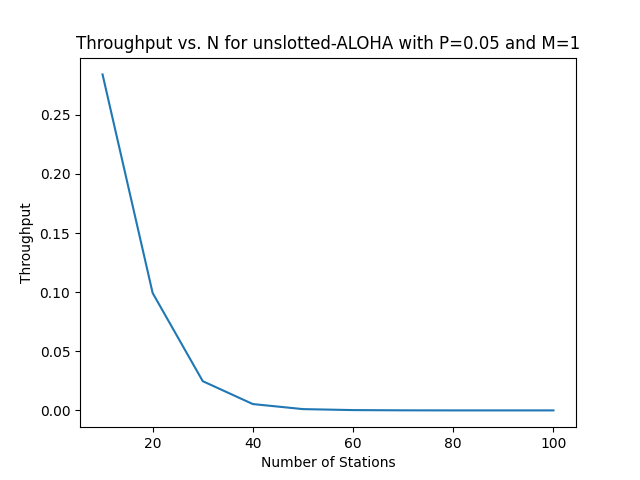 Throughput vs. N for unslotted-ALOHA with P=0.05 and M=1
0.25
0.20
0.15
0.10
0.05
0.00
Throughput
20 40 60 80 100
Number of Stations